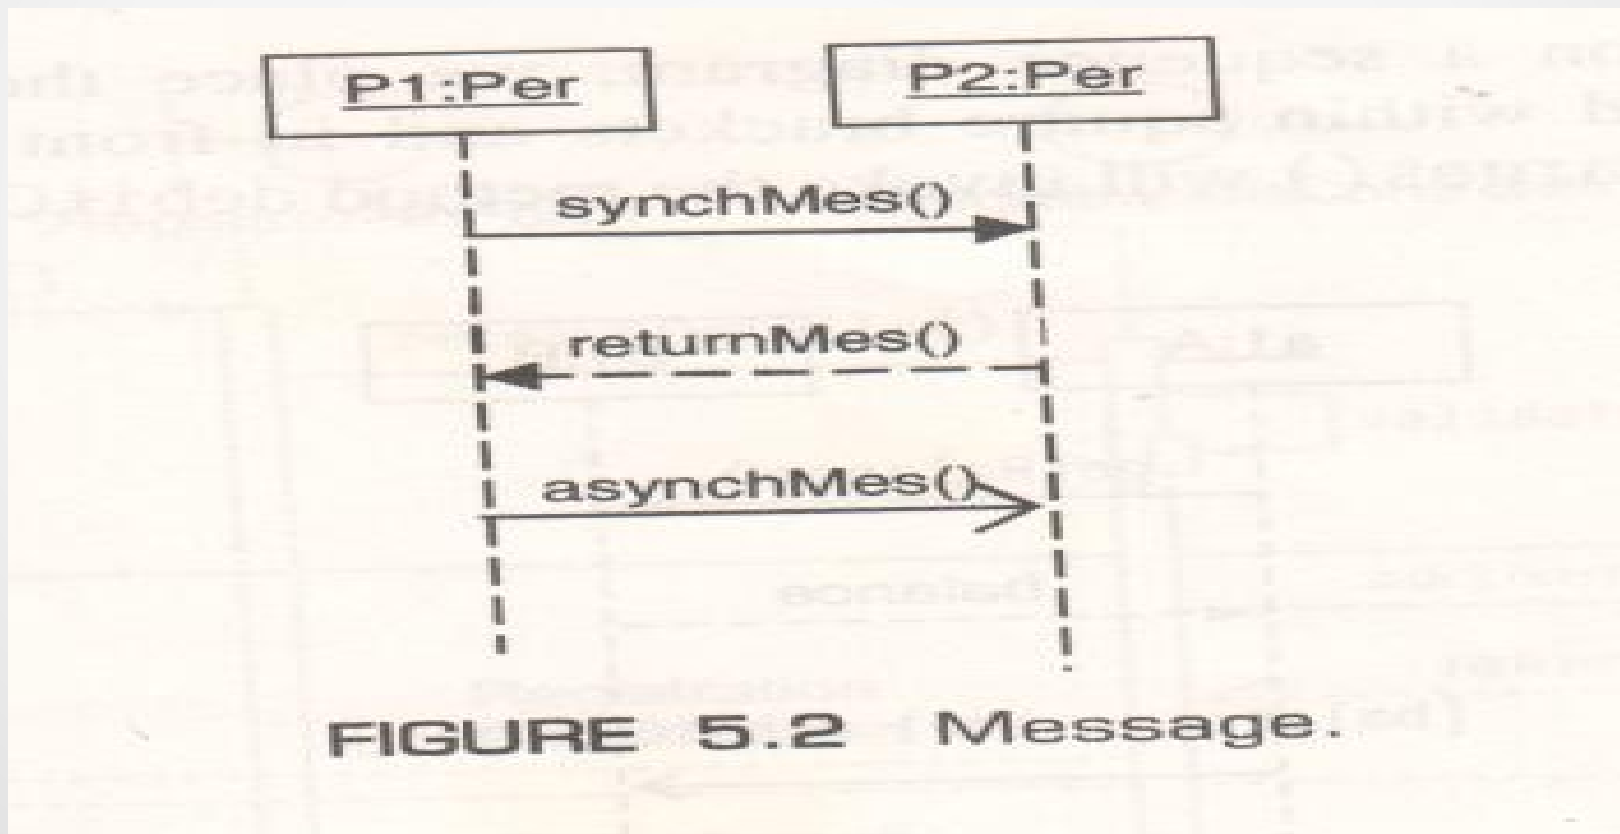 P1:Per
P2:Per
synchMes()
returnMes()
asynchMes()
FIGURE 5.2 Message.